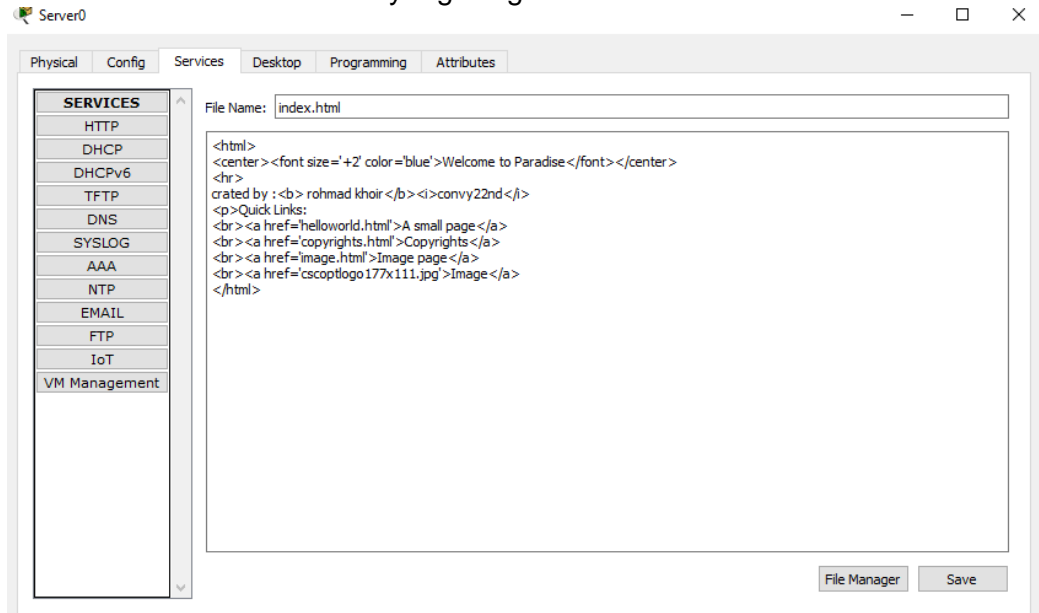 Server0
Physical Config Services Desktop Programming Attributes
SERVICES
HTTP
DHCP
DHCPv6
TFTP
DNS
SYSLOG
AAA
NTP
EMAIL
FTP
IoT
VM Management
File Name: index.html
<html>
<center><font size='+2' color='blue'>Welcome to Paradise</font></center>
<hr>
crated by :<b> rohmad khoir</b><i>convy22nd</i>
<p>Quick Links:
<br><a href='helloworld.html'>A small page</a>
<br><a href='copyrights.html'>Copyrights</a>
<br><a href='image.html'>Image page</a>
<br><a href='cscoptlogo177x111.jpg'>Image</a>
</html>
File Manager Save